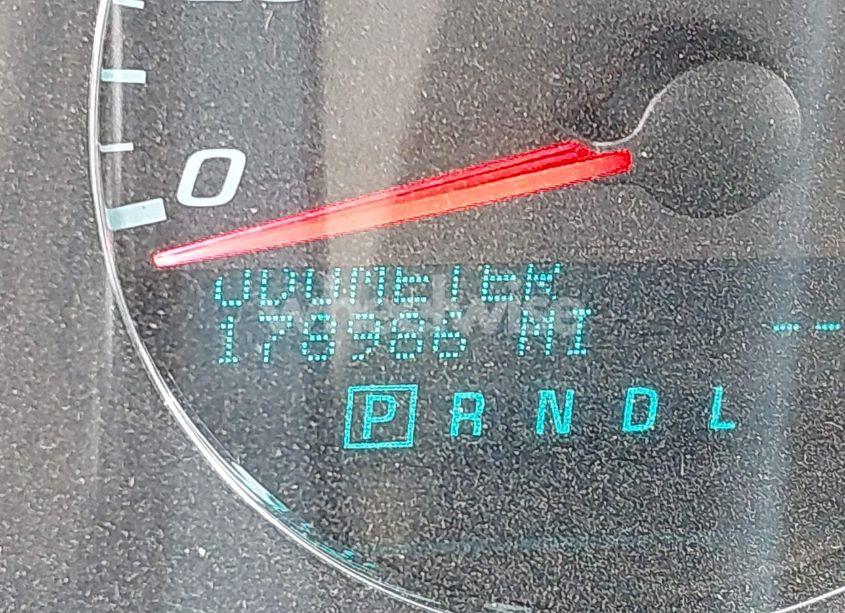 0
ODOMETER
178966 MI
--
P R N D L